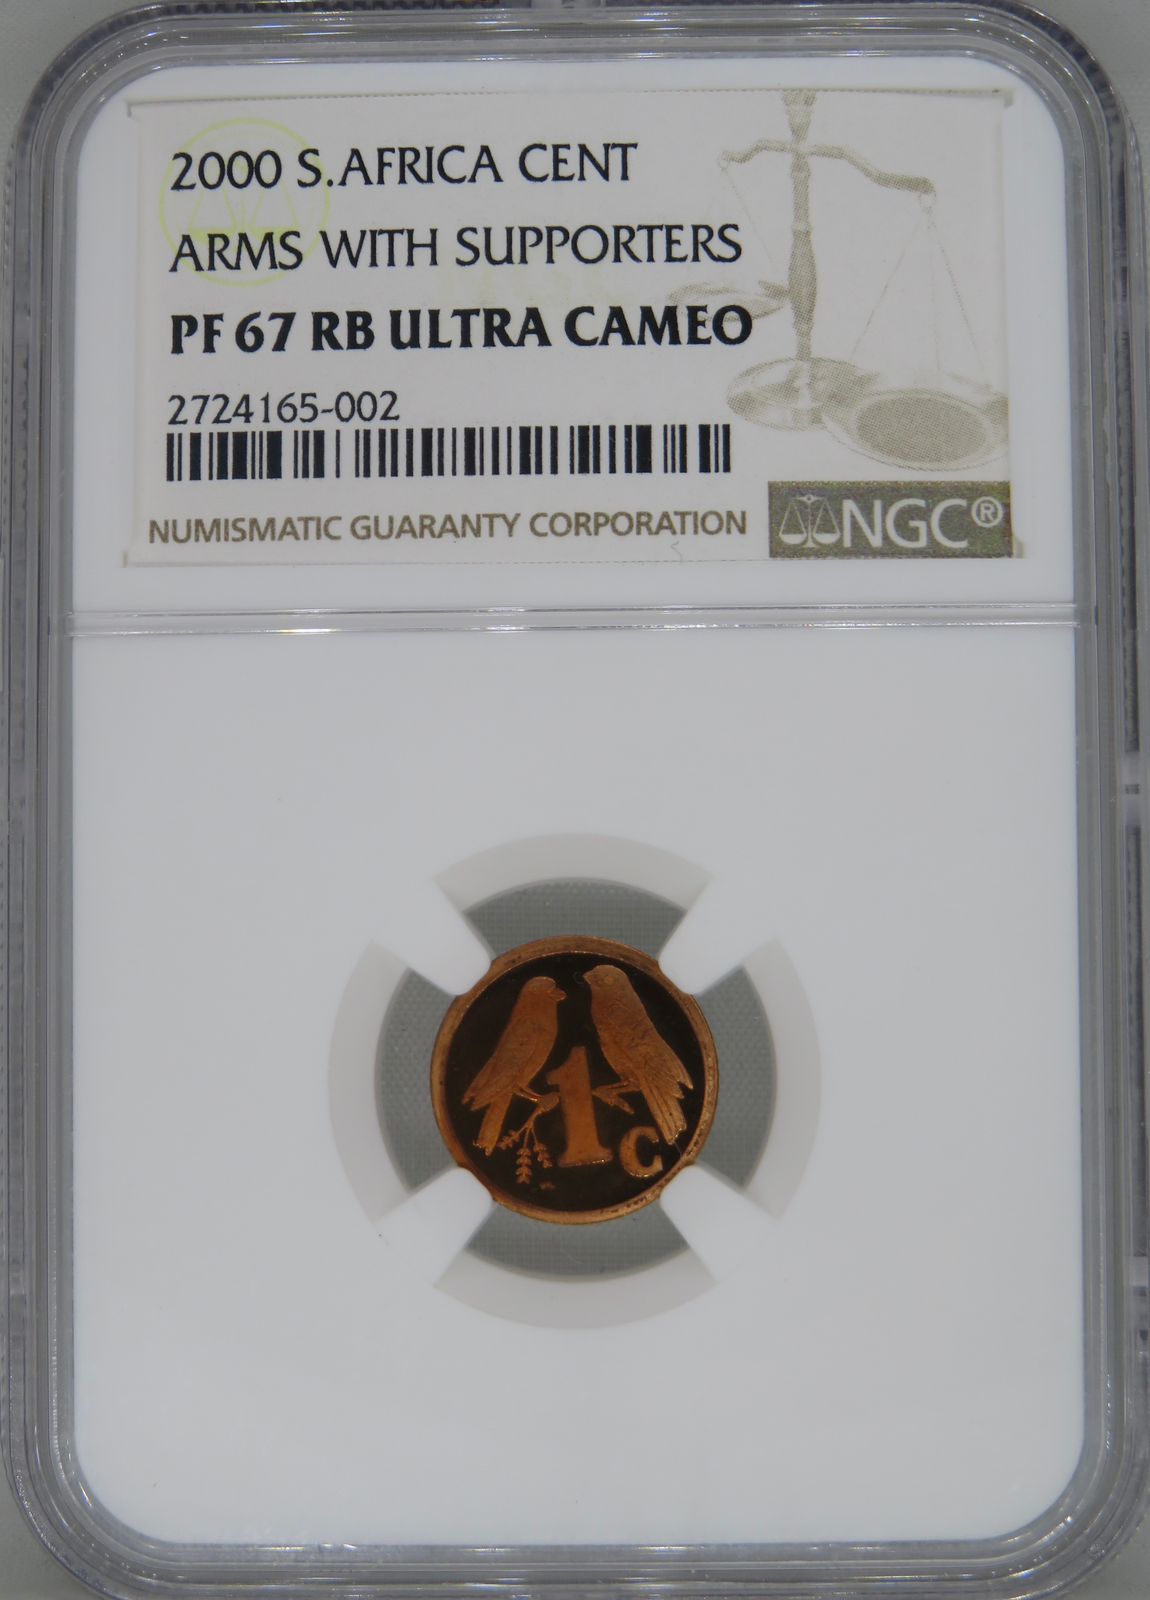 2000 S.AFRICA CENT
ARMS WITH SUPPORTERS
PF 67 RB ULTRA CAMEO
2724165-002
NUMISMATIC GUARANTY CORPORATION
NGC®
1
C